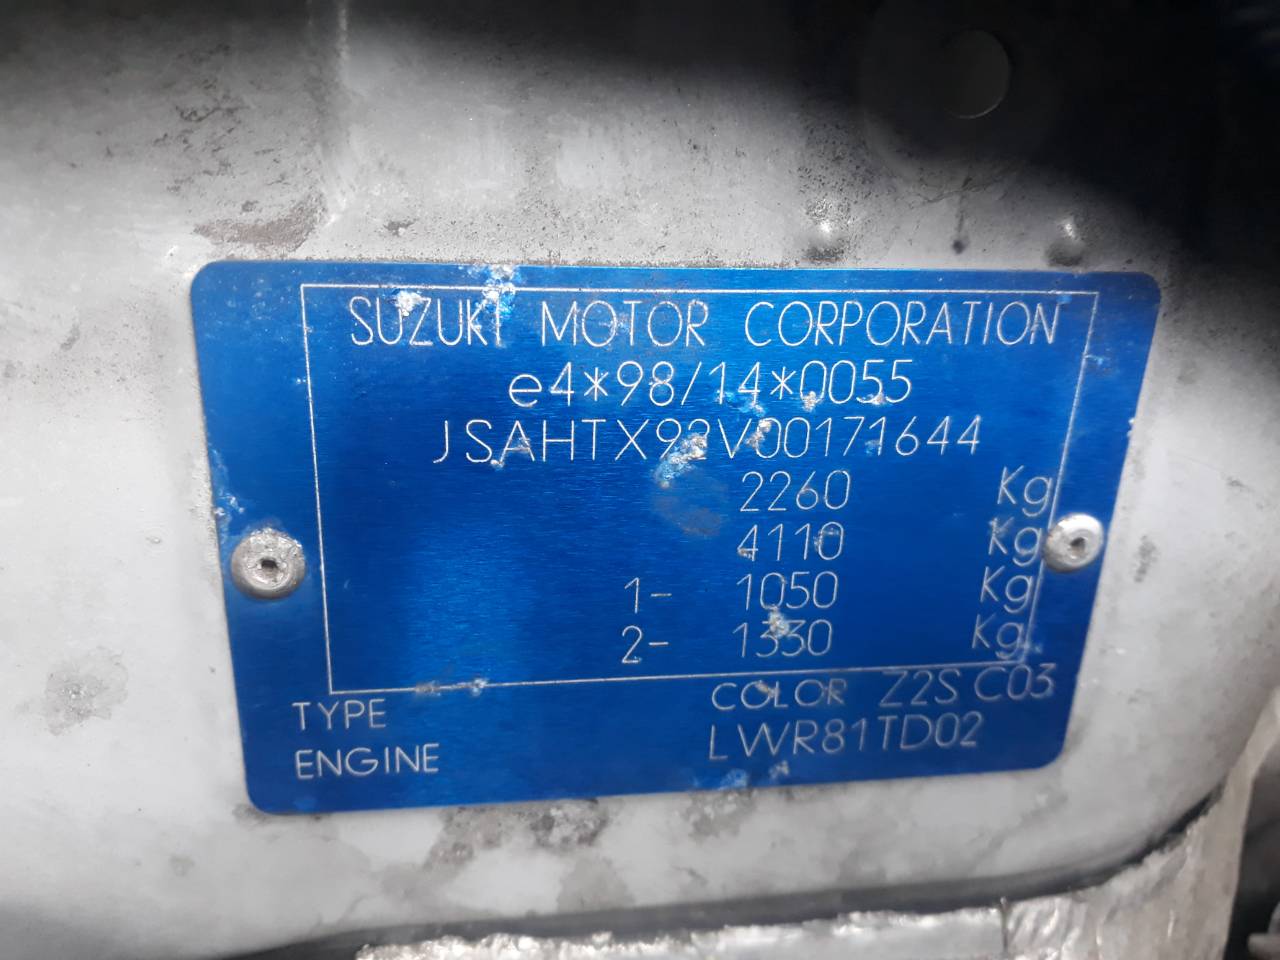 SUZUKI MOTOR CORPORATION
e4*98/14*0055
JSAHTX92V00171644
2260 Kg
4110 Kg
1- 1050 Kg
2- 1330 Kg
TYPE COLOR Z2S C03
ENGINE LWR81TD02